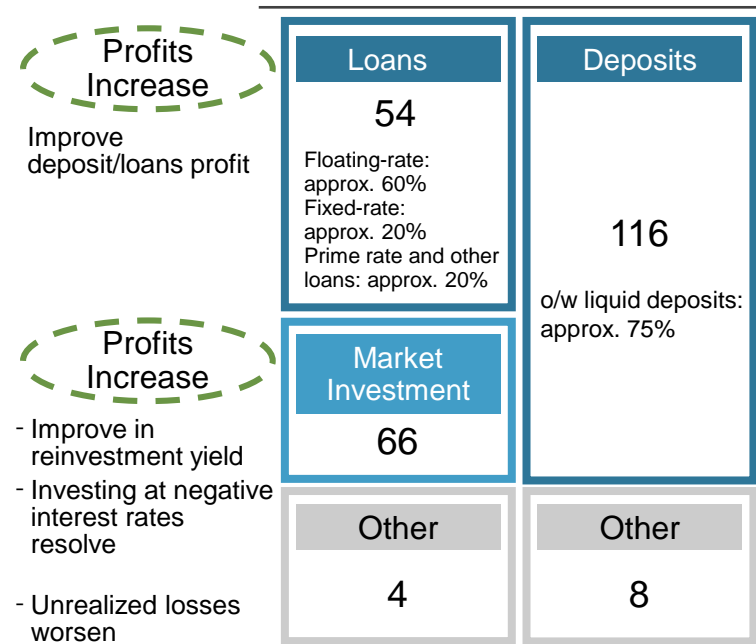 Profits
Increase
Improve
deposit/loans profit
Loans
54
Floating-rate:
approx. 60%
Fixed-rate:
approx. 20%
Prime rate and other
loans: approx. 20%
Deposits
116
o/w liquid deposits:
approx. 75%
Profits
Increase
- Improve in
reinvestment yield
- Investing at negative
interest rates
resolve
- Unrealized losses
worsen
Market
Investment
66
Other
4
Other
8